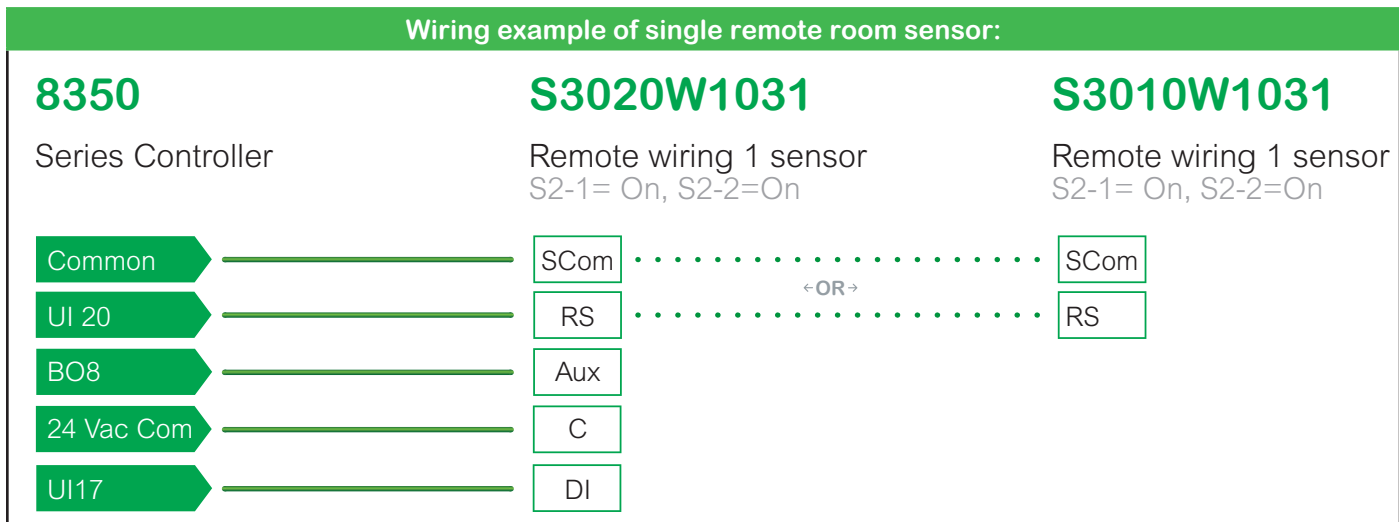 Wiring example of single remote room sensor:
8350
Series Controller
S3020W1031
Remote wiring 1 sensor
S2-1= On, S2-2=On
S3010W1031
Remote wiring 1 sensor
S2-1= On, S2-2=On
Common
SCom
SCom
←OR→
UI 20
RS
RS
BO8
Aux
24 Vac Com
C
UI17
DI